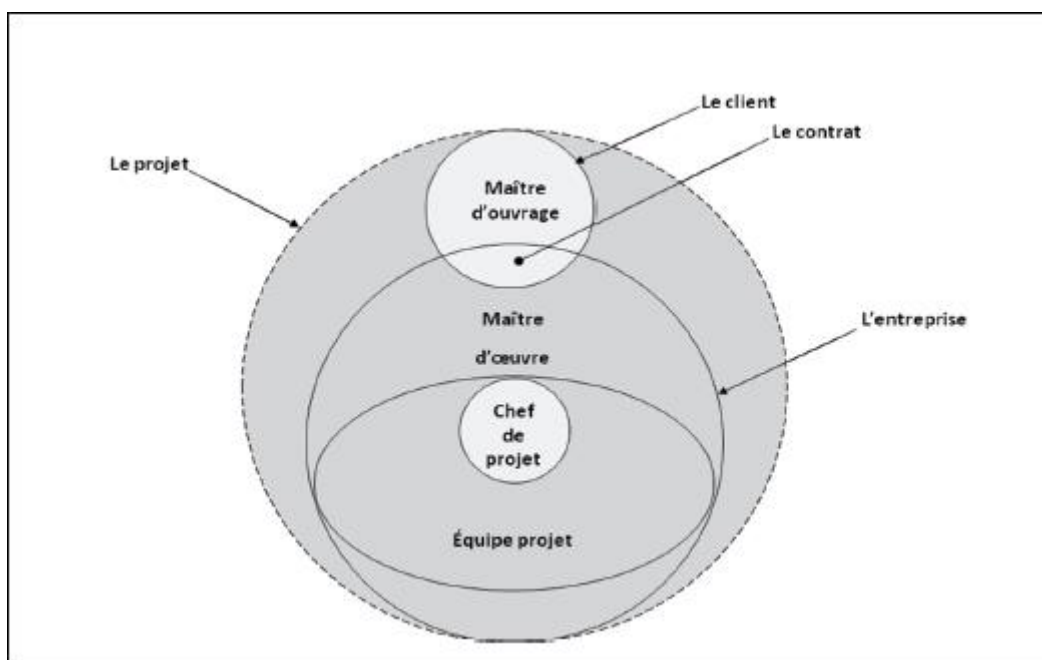 Le client
Le contrat
Le projet
Maître
d'ouvrage
Maître
d'œuvre
L'entreprise
Chef
de
projet
Équipe projet